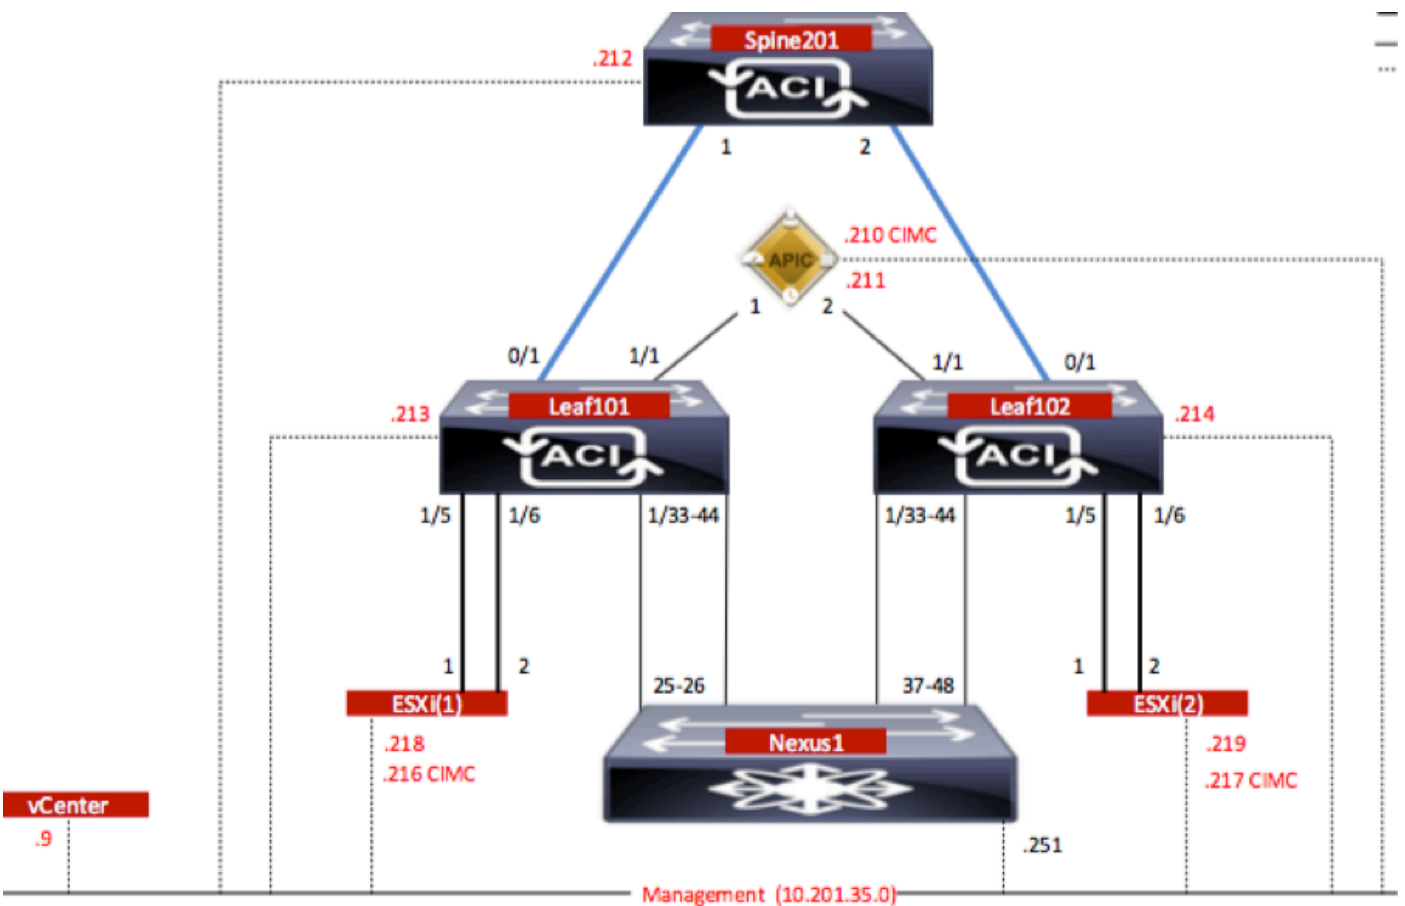 Spine201
.212
ACI
1
2
.210 CIMC
APIC
.211
1
2
0/1
1/1
1/1
0/1
Leaf101
Leaf102
.213
.214
ACI
ACI
1/5
1/6
1/33-44
1/33-44
1/5
1/6
1
2
25-26
37-48
1
2
ESXi(1)
ESXi(2)
.218
Nexus1
.219
.216 CIMC
.217 CIMC
vCenter
.9
.251
Management (10.201.35.0)